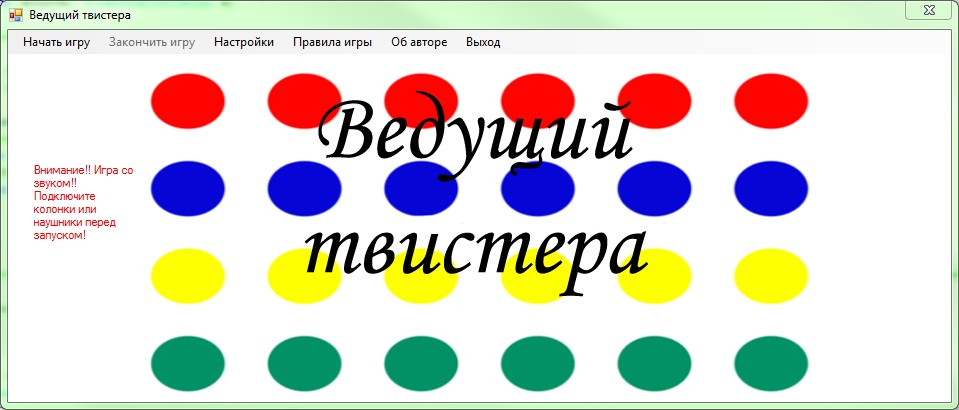 Ведущий твистера
Начать игру Закончить игру Настройки Правила игры Об авторе Выход
Ведущий
твистера
Внимание!! Игра со
звуком!!
Подключите
колонки или
наушники перед
запуском!